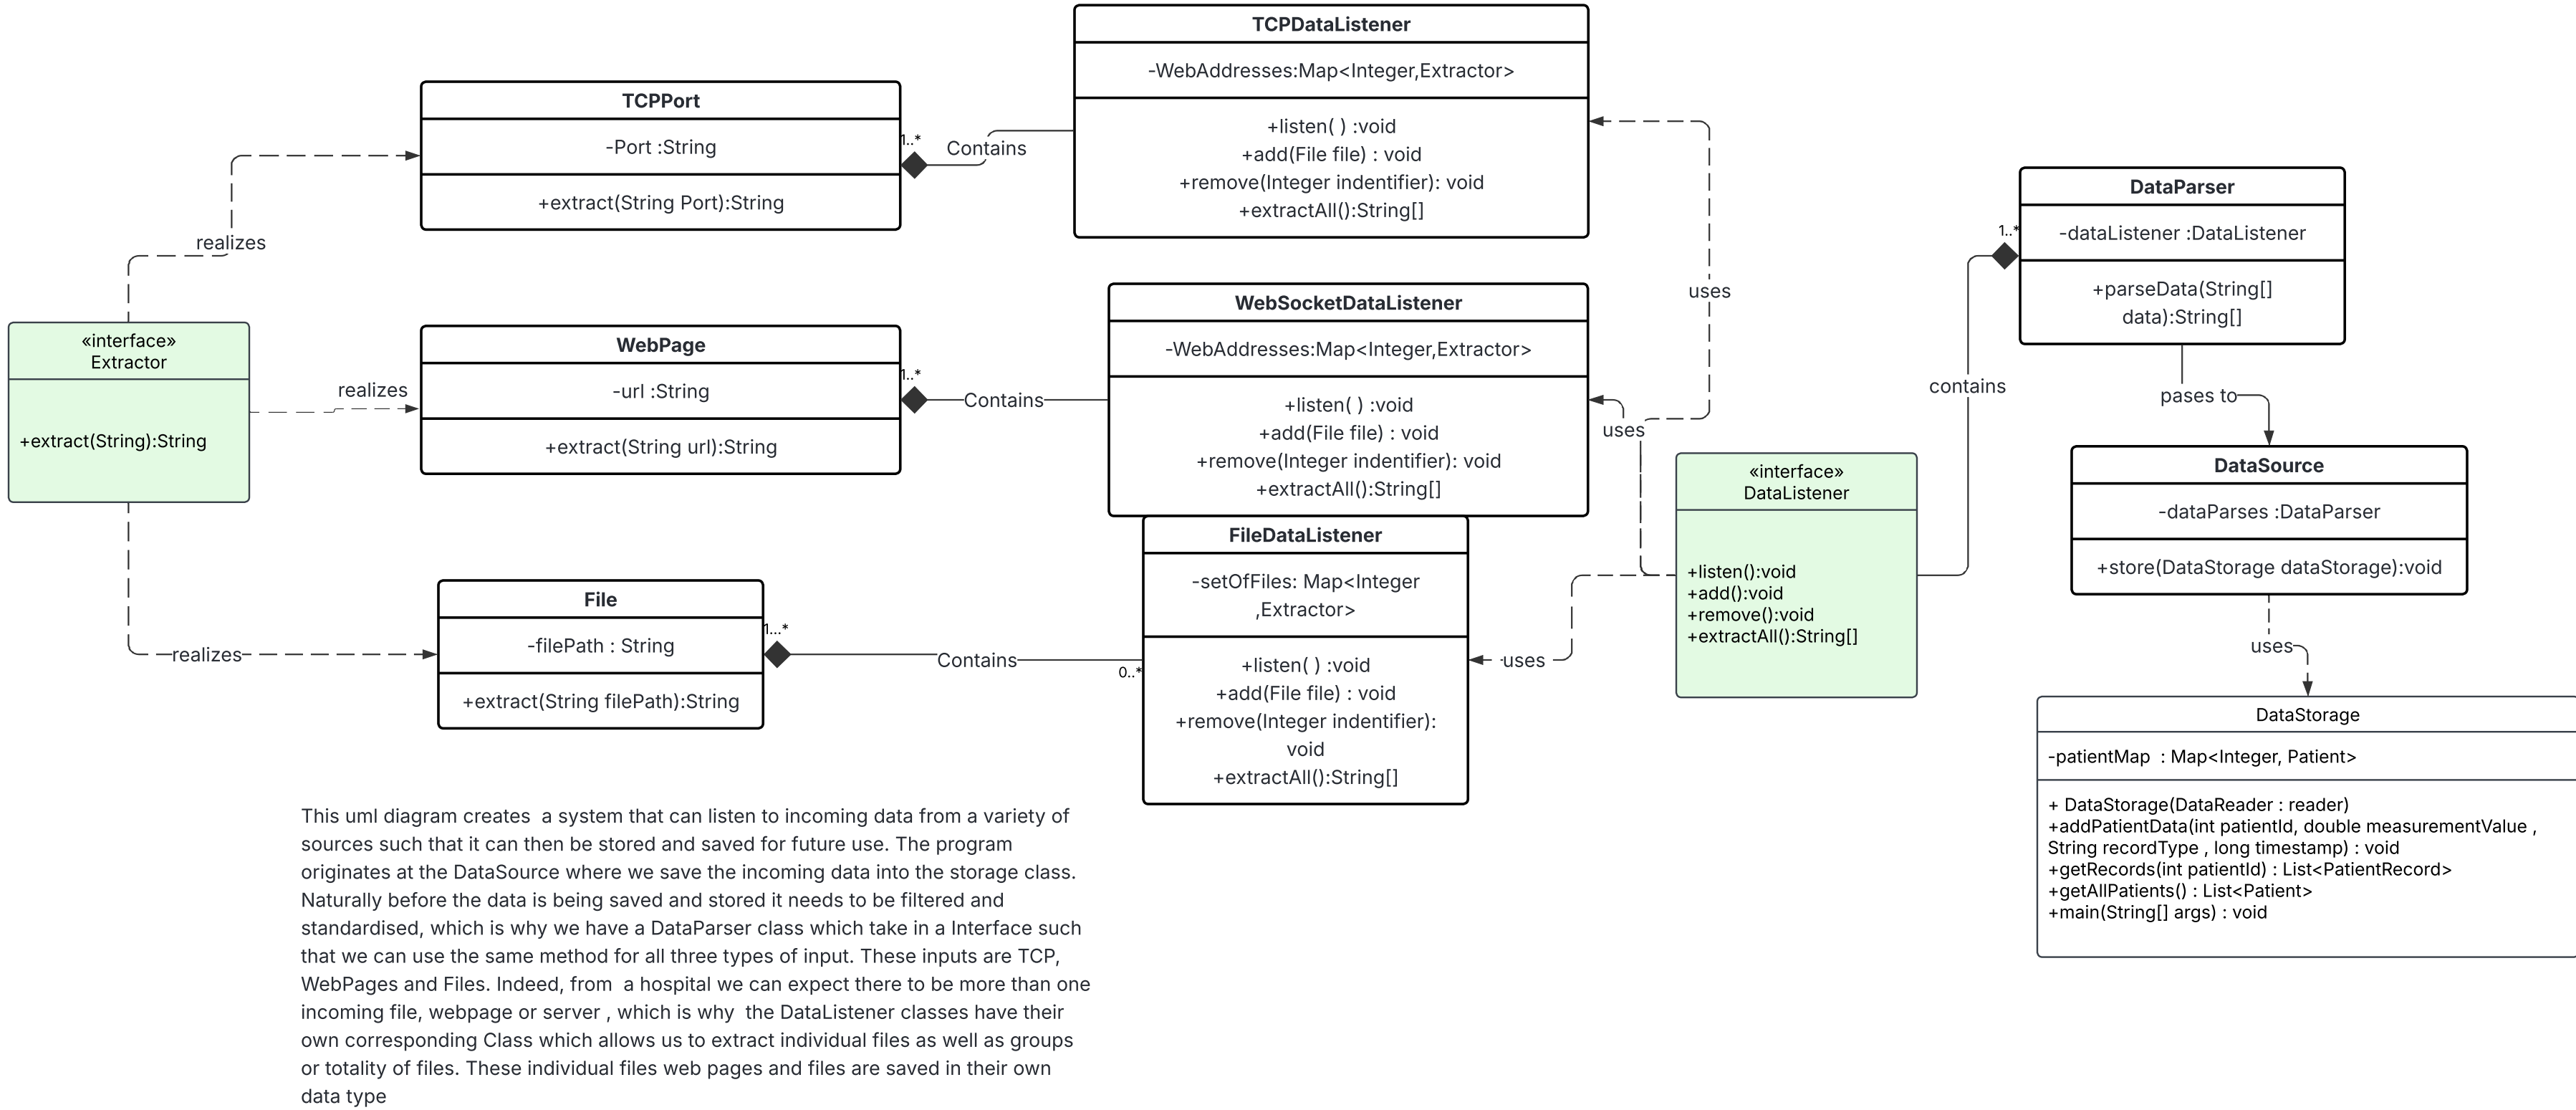 TCPDataListener
-WebAddresses:Map<Integer,Extractor>
+listen( ) :void
+add(File file) : void
+remove(Integer indentifier): void
+extractAll():String[]
TCPPort
-Port :String
+extract(String Port):String
1..*
Contains
realizes
uses
DataParser
-dataListener :DataListener
+parseData(String[]
data):String[]
1..*
WebSocketDataListener
-WebAddresses:Map<Integer,Extractor>
+listen( ) :void
+add(File file) : void
+remove(Integer indentifier): void
+extractAll():String[]
«interface»
Extractor
+extract(String):String
realizes
WebPage
-url :String
+extract(String url):String
1..*
Contains
uses
contains
pases to
«interface»
DataListener
+listen():void
+add():void
+remove():void
+extractAll():String[]
DataSource
-dataParses :DataParser
+store(DataStorage dataStorage):void
FileDataListener
-setOfFiles: Map<Integer
,Extractor>
+listen( ) :void
+add(File file) : void
+remove(Integer indentifier):
void
+extractAll():String[]
File
-filePath : String
+extract(String filePath):String
realizes
1...*
Contains
0..*
uses
uses
DataStorage
-patientMap  : Map<Integer, Patient>
+ DataStorage(DataReader : reader)
+addPatientData(int patientId, double measurementValue ,
String recordType , long timestamp) : void
+getRecords(int patientId) : List<PatientRecord>
+getAllPatients() : List<Patient>
+main(String[] args) : void
This uml diagram creates  a system that can listen to incoming data from a variety of
sources such that it can then be stored and saved for future use. The program
originates at the DataSource where we save the incoming data into the storage class.
Naturally before the data is being saved and stored it needs to be filtered and
standardised, which is why we have a DataParser class which take in a Interface such
that we can use the same method for all three types of input. These inputs are TCP,
WebPages and Files. Indeed, from  a hospital we can expect there to be more than one
incoming file, webpage or server , which is why  the DataListener classes have their
own corresponding Class which allows us to extract individual files as well as groups
or totality of files. These individual files web pages and files are saved in their own
data type